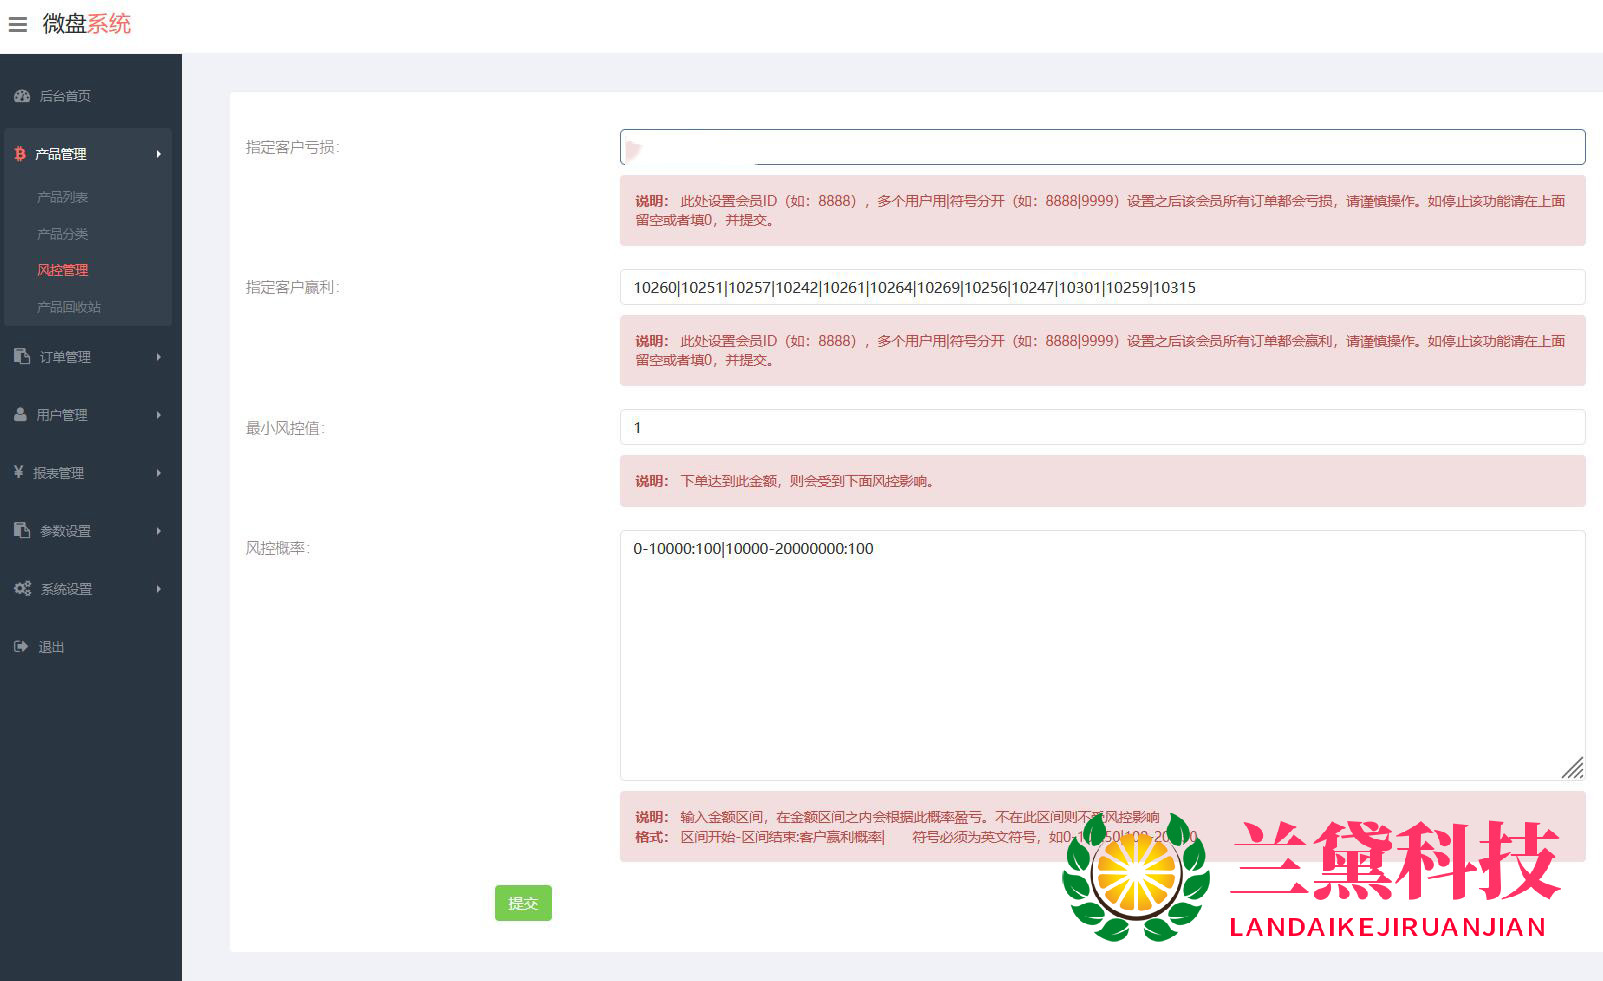 微盘系统
后台首页
产品管理
产品列表
产品分类
风控管理
产品回收站
订单管理
用户管理
报表管理
参数设置
系统设置
退出
指定客户亏损:
说明： 此处设置会员ID（如：8888），多个用户用|符号分开（如：8888|9999）设置之后该会员所有订单都会亏损，请谨慎操作。如停止该功能请在上面
留空或者填0，并提交。
指定客户赢利:
10260|10251|10257|10242|10261|10264|10269|10256|10247|10301|10259|10315
说明： 此处设置会员ID（如：8888），多个用户用|符号分开（如：8888|9999）设置之后该会员所有订单都会赢利，请谨慎操作。如停止该功能请在上面
留空或者填0，并提交。
最小风控值:
1
说明： 下单达到此金额，则会受到下面风控影响。
风控概率:
0-10000:100|10000-20000000:100
说明： 输入金额区间，在金额区间之内会根据此概率盈亏。不在此区间则不受风控影响
格式： 区间开始-区间结束:客户赢利概率| 符号必须为英文符号，如
提交
兰黛科技
LANDAIKEJIRUANJIAN